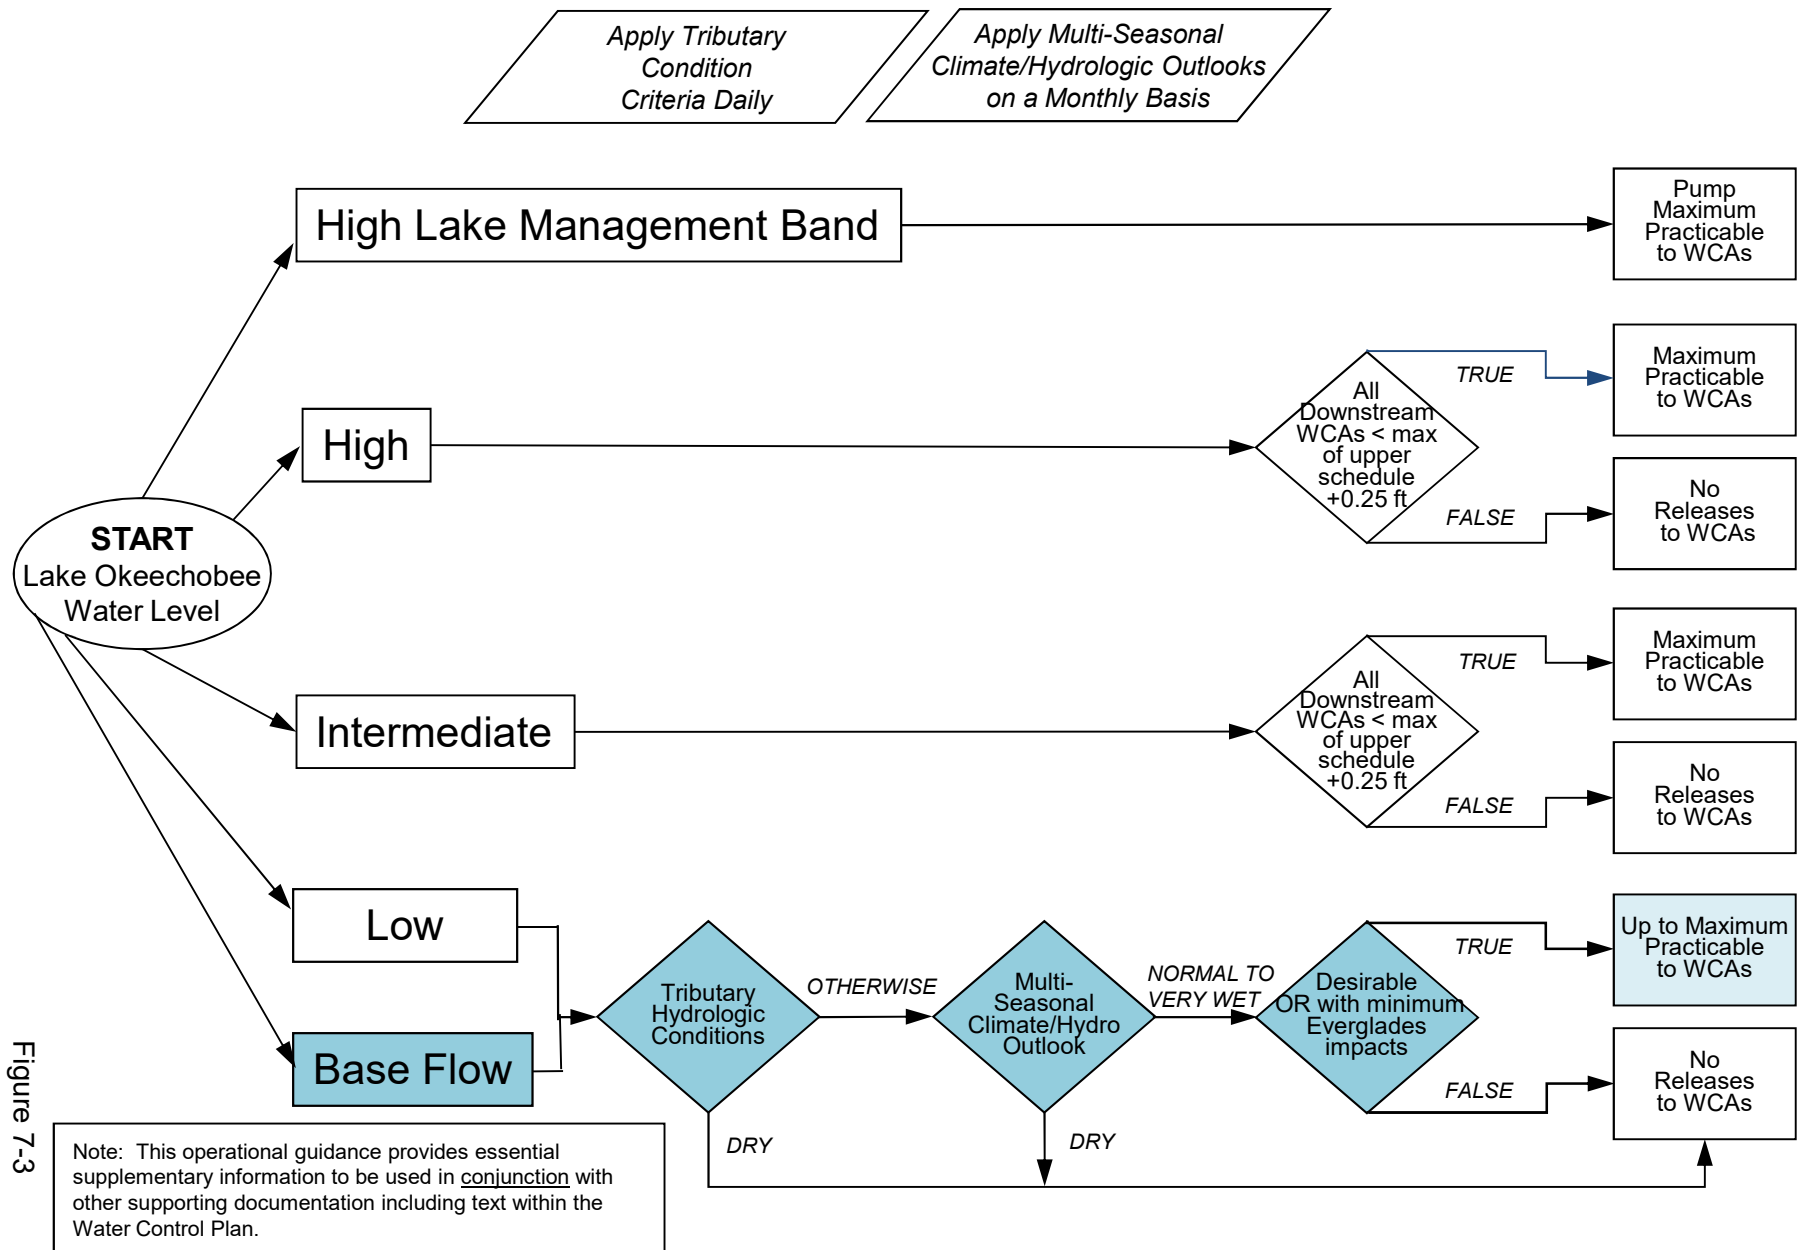 Apply Tributary
Condition
Criteria Daily
Apply Multi-Seasonal
Climate/Hydrologic Outlooks
on a Monthly Basis
High Lake Management Band
Pump
Maximum
Practicable
to WCAs
High
All
Downstream
WCAs < max
of upper
schedule
+0.25 ft
TRUE
Maximum
Practicable
to WCAs
FALSE
No
Releases
to WCAs
START
Lake Okeechobee
Water Level
Intermediate
All
Downstream
WCAs < max
of upper
schedule
+0.25 ft
TRUE
Maximum
Practicable
to WCAs
FALSE
No
Releases
to WCAs
Low
Base Flow
Tributary
Hydrologic
Conditions
OTHERWISE
Multi-
Seasonal
Climate/Hydro
Outlook
NORMAL TO
VERY WET
Desirable
OR with minimum
Everglades
impacts
TRUE
Up to Maximum
Practicable
to WCAs
FALSE
No
Releases
to WCAs
DRY
DRY
Figure 7-3
Note: This operational guidance provides essential
supplementary information to be used in conjunction with
other supporting documentation including text within the
Water Control Plan.